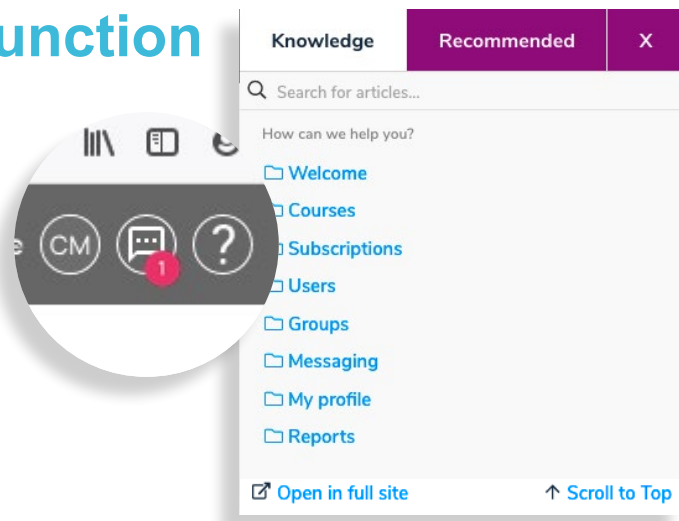 unction
Knowledge Recommended X
Search for articles...
How can we help you?
Welcome
Courses
Subscriptions
Users
Groups
Messaging
My profile
Reports
Open in full site Scroll to Top
e CM 1 ?